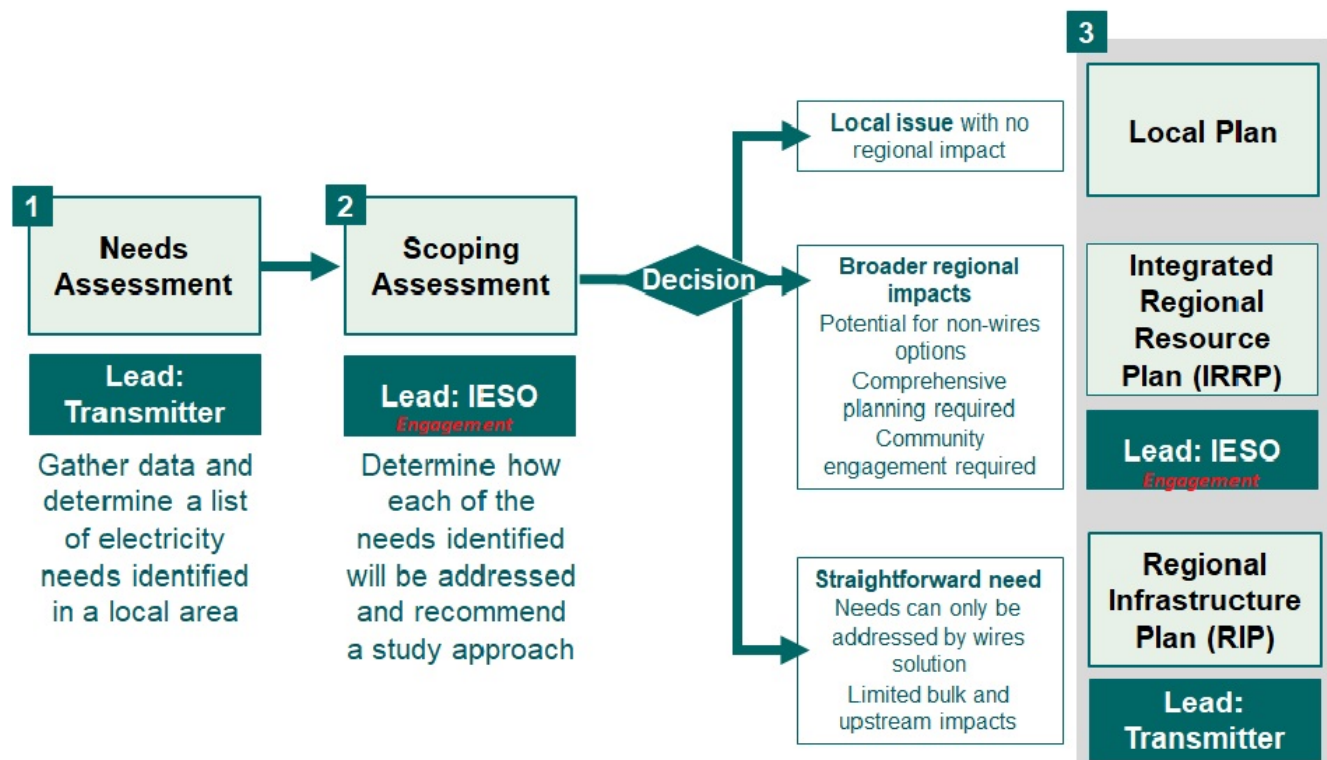 1
Needs
Assessment
Lead:
Transmitter
Gather data and
determine a list
of electricity
needs identified
in a local area
2
Scoping
Assessment
Lead: IESO
Engagement
Determine how
each of the
needs identified
will be addressed
and recommend
a study approach
Decision
Local issue with no
regional impact
Broader regional
impacts
Potential for non-wires
options
Comprehensive
planning required
Community
engagement required
Straightforward need
Needs can only be
addressed by wires
solution
Limited bulk and
upstream impacts
3
Local Plan
Integrated
Regional
Resource
Plan (IRRP)
Lead: IESO
Engagement
Regional
Infrastructure
Plan (RIP)
Lead:
Transmitter